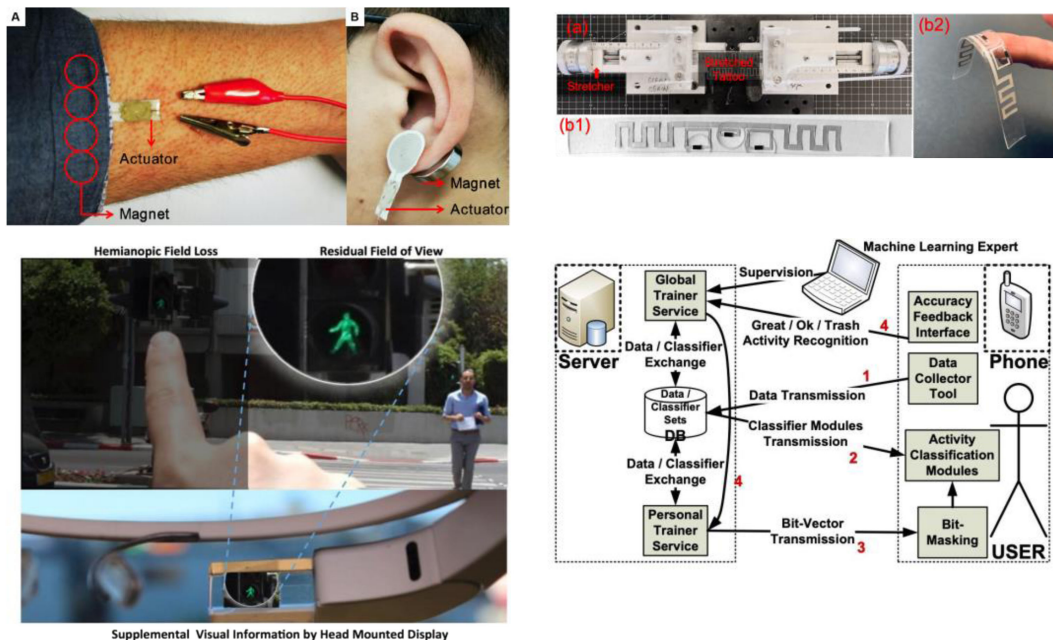 A
B
Actuator
Magnet
Magnet
Actuator
(a)
Stretcher
Stretched
Tattoo
(b1)
(b2)
Hemianopic Field Loss
Residual Field of View
Supplemental Visual Information by Head Mounted Display
Machine Learning Expert
Supervision
Global
Trainer
Service
Server
Great / Ok / Trash
Activity Recognition
4
Accuracy
Feedback
Interface
Phone
Data / Classifier
Exchange
1
Data Transmission
Data
Collector
Tool
Data /
Classifier
Sets
DB
Classifier Modules
Transmission
2
Activity
Classification
Modules
Data / Classifier
Exchange
4
Personal
Trainer
Service
Bit-Vector
Transmission
3
Bit-
Masking
USER